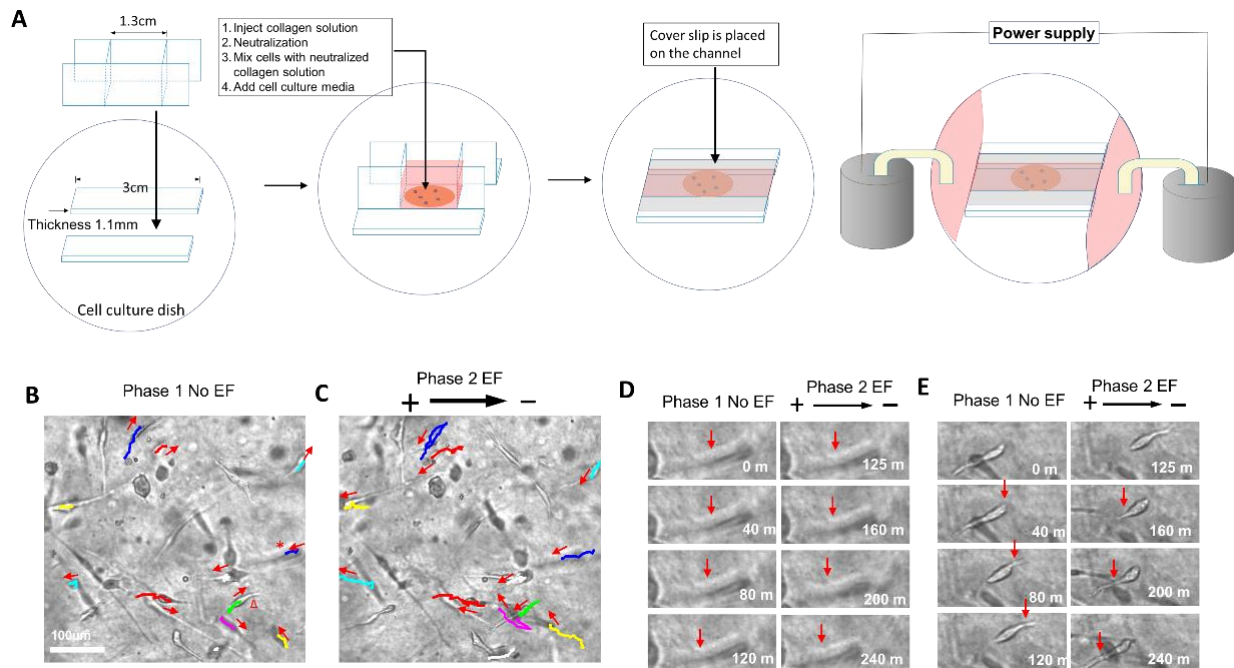 A
1.3cm
1. Inject collagen solution
2. Neutralization
3. Mix cells with neutralized
collagen solution
4. Add cell culture media
3cm
Thickness 1.1mm
Cell culture dish
Cover slip is placed
on the channel
Power supply
B
Phase 1 No EF
*
Δ
100μm
C
Phase 2 EF
+ −
D
Phase 1 No EF
Phase 2 EF
+ −
0 m
125 m
40 m
160 m
80 m
200 m
120 m
240 m
E
Phase 1 No EF
Phase 2 EF
+ −
0 m
125 m
40 m
160 m
80 m
200 m
120 m
240 m